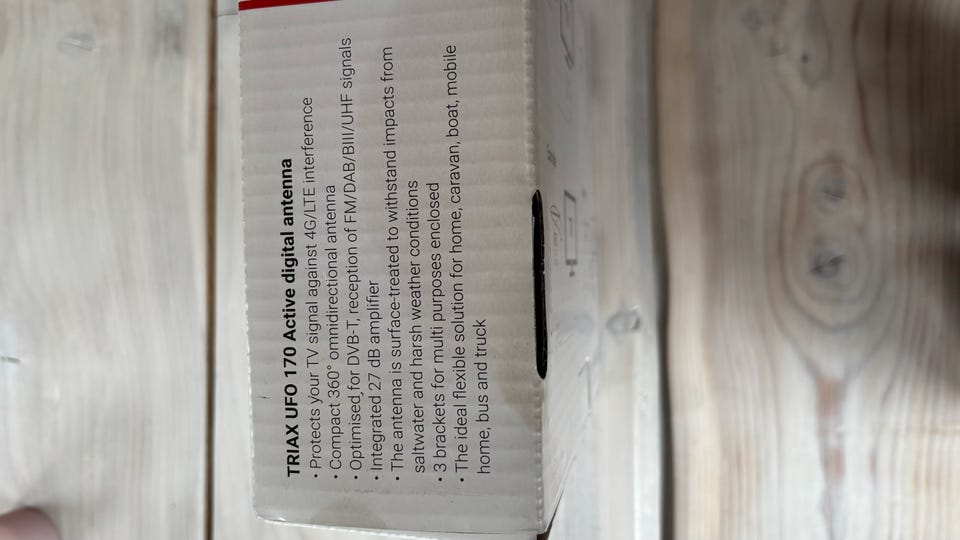 TRIAX UFO 170 Active digital antenna
• Protects your TV signal against 4G/LTE interference
• Compact 360° omnidirectional antenna
• Optimised for DVB-T, reception of FM/DAB/BIII/UHF signals
• Integrated 27 dB amplifier
• The antenna is surface-treated to withstand impacts from
saltwater and harsh weather conditions
• 3 brackets for multi purposes enclosed
• The ideal flexible solution for home, caravan, boat, mobile
home, bus and truck